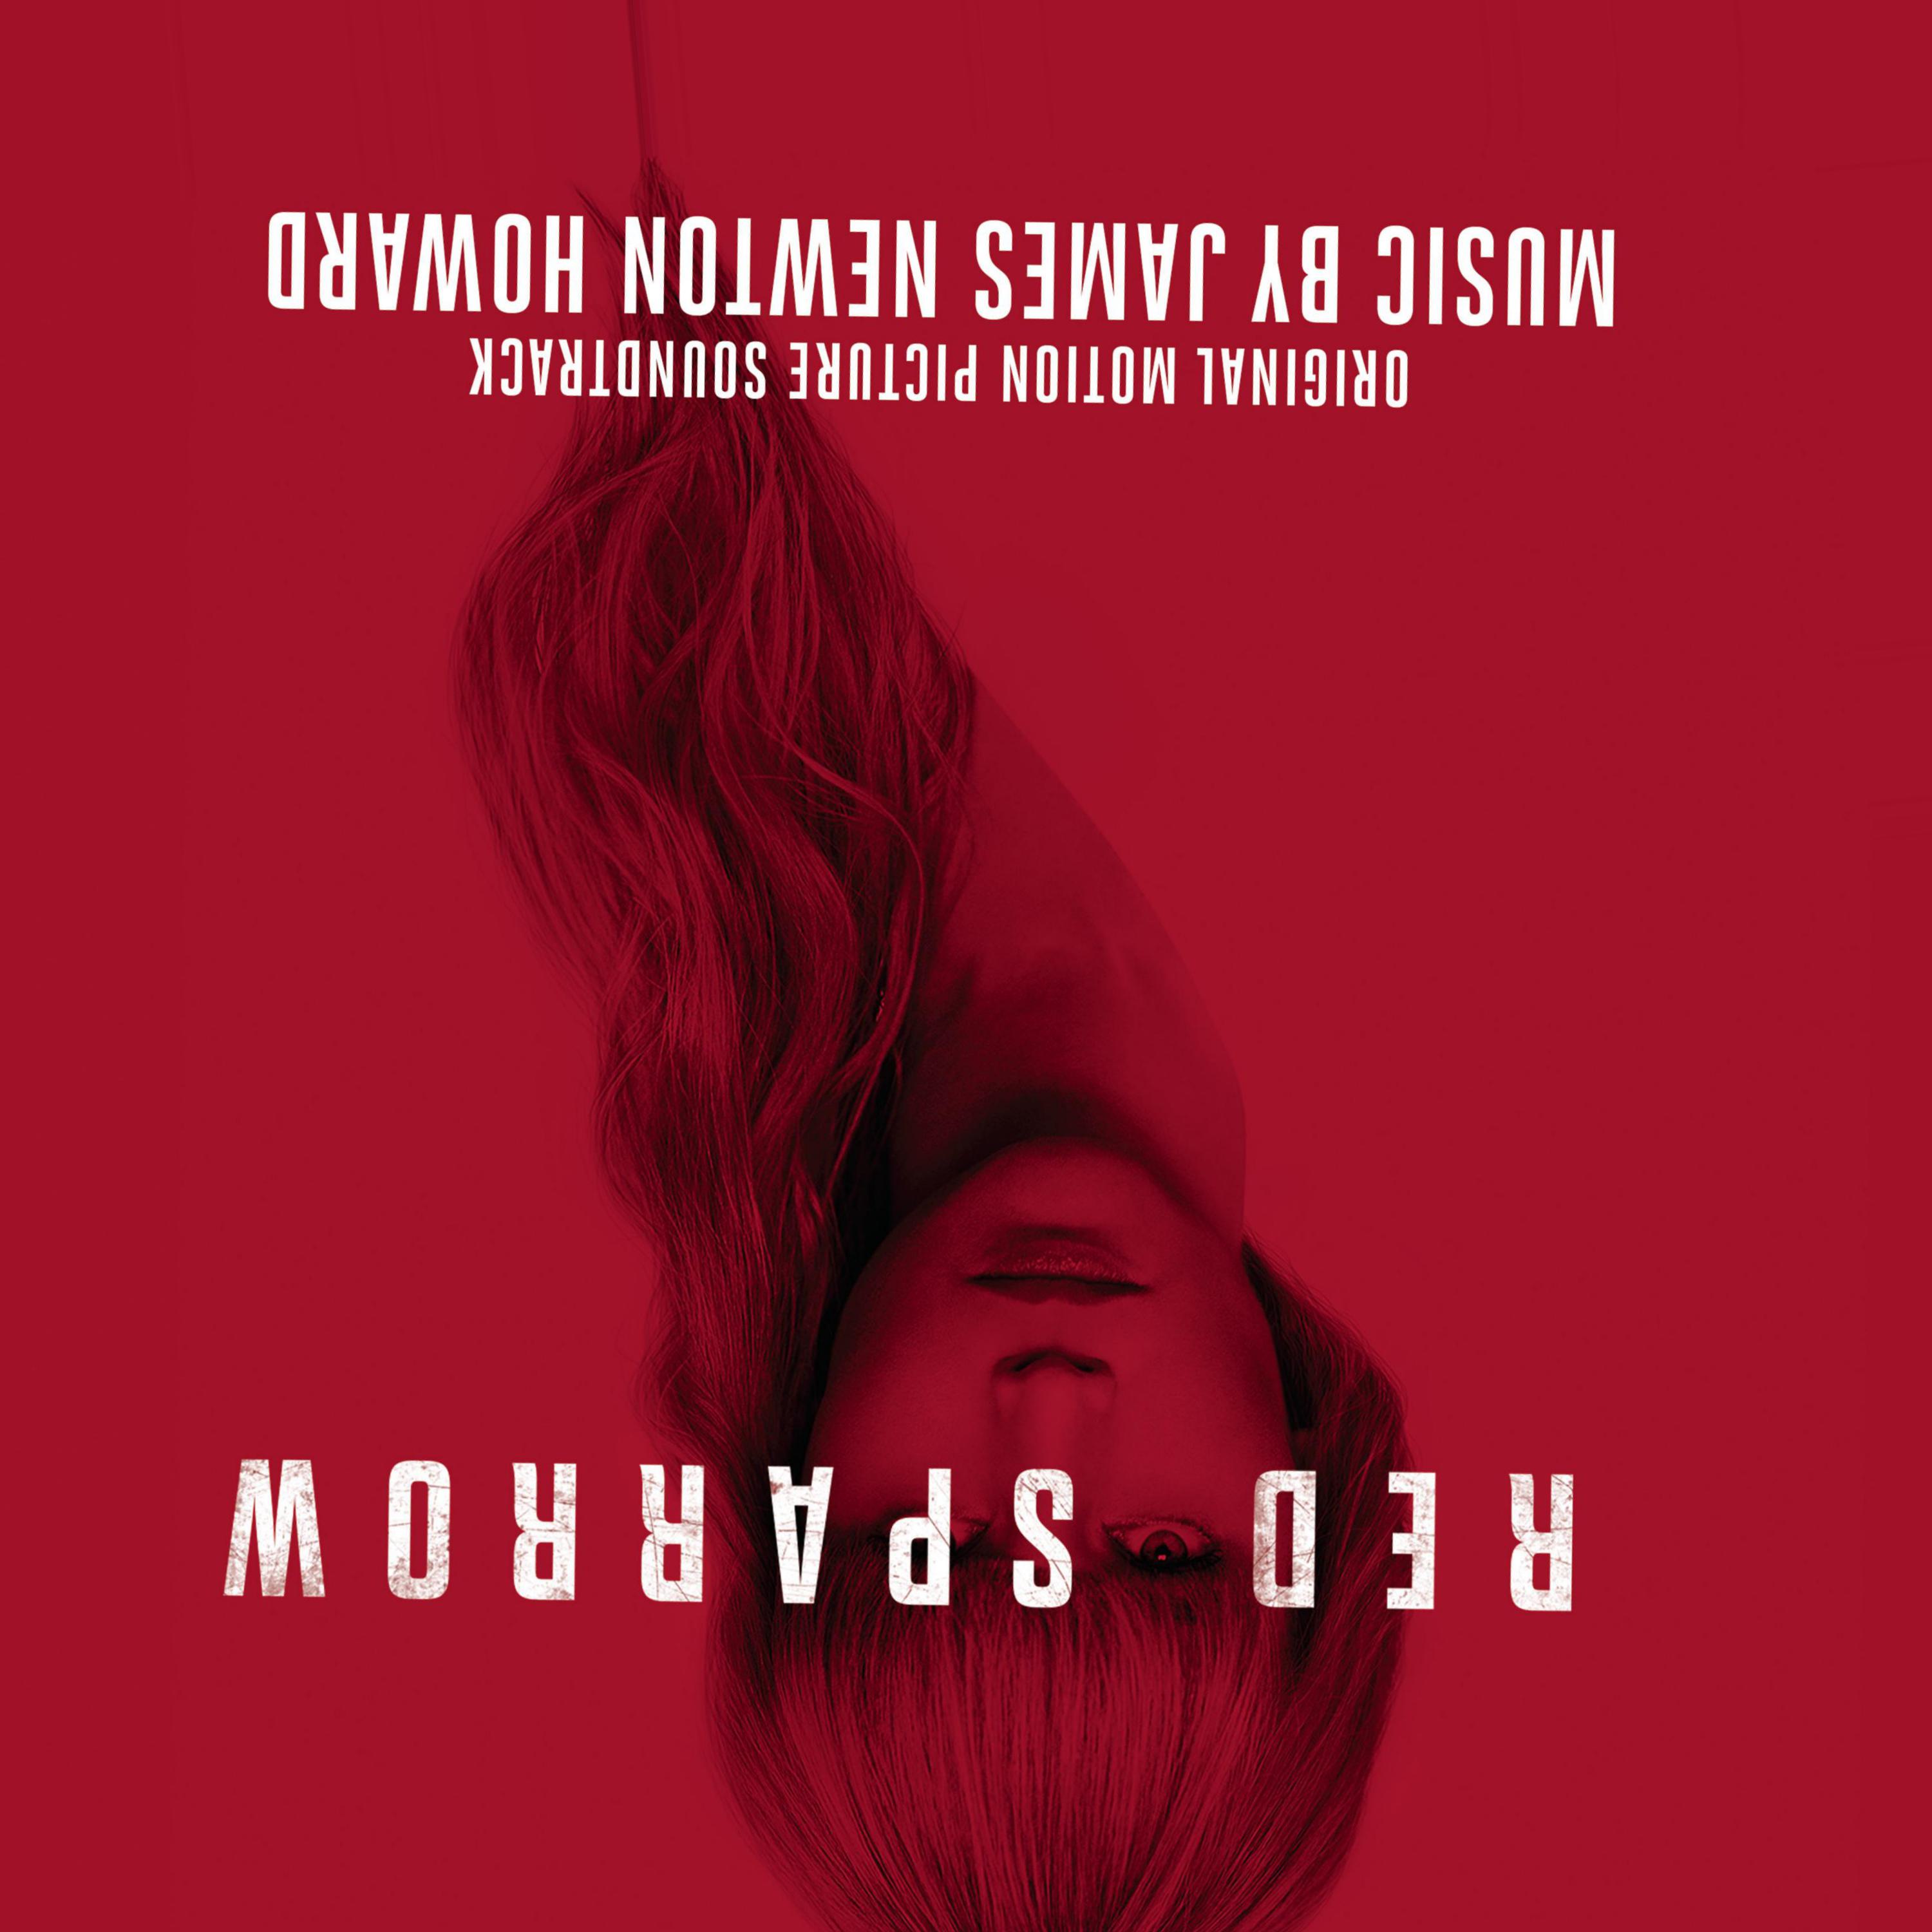 RED SPARROW
ORIGINAL MOTION PICTURE SOUNDTRACK
MUSIC BY JAMES NEWTON HOWARD